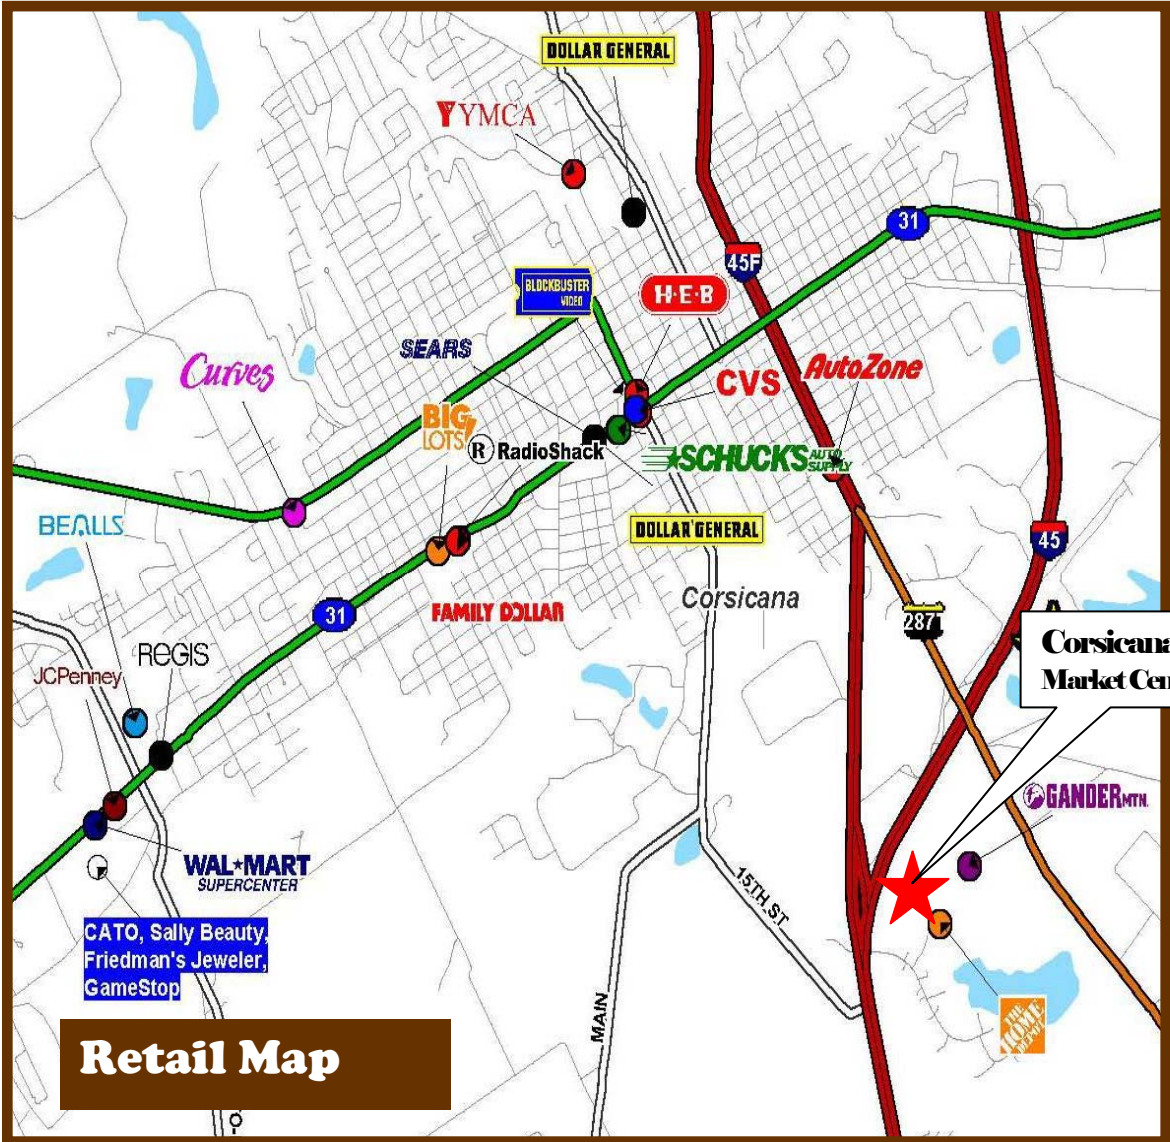 DOLLAR GENERAL
YMCA
31
45F
BLOCKBUSTER
VIDEO
H·E·B
SEARS
Curves
CVS
AutoZone
BIG
LOTS
R RadioShack
SCHUCK'S AUTO
SUPPLY
BEALLS
DOLLAR GENERAL
45
Corsicana
FAMILY DOLLAR
31
287
Corsicana
Market Cen
REGIS
JCPenney
GANDER MTN.
WAL★MART
SUPERCENTER
15TH ST
CATO, Sally Beauty,
Friedman's Jeweler,
GameStop
MAIN
THE
HOME
DEPOT
Retail Map